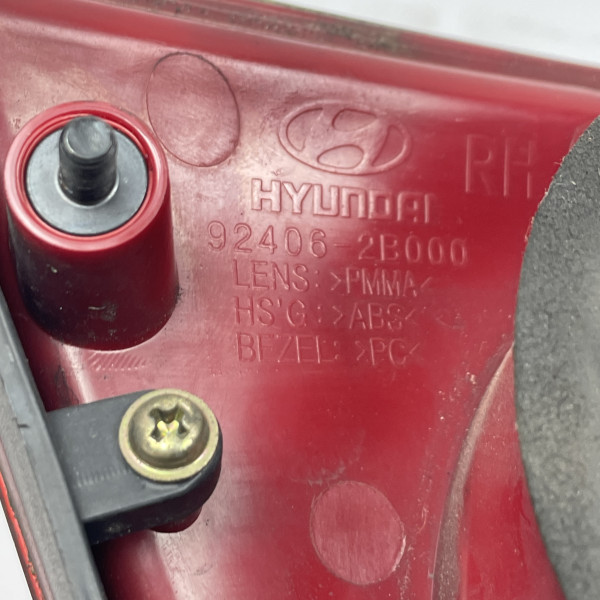 RH
HYUNDAI
92406-2B000
LENS: >PMMA<
HS'G: >ABS<
BEZEL: >PC<